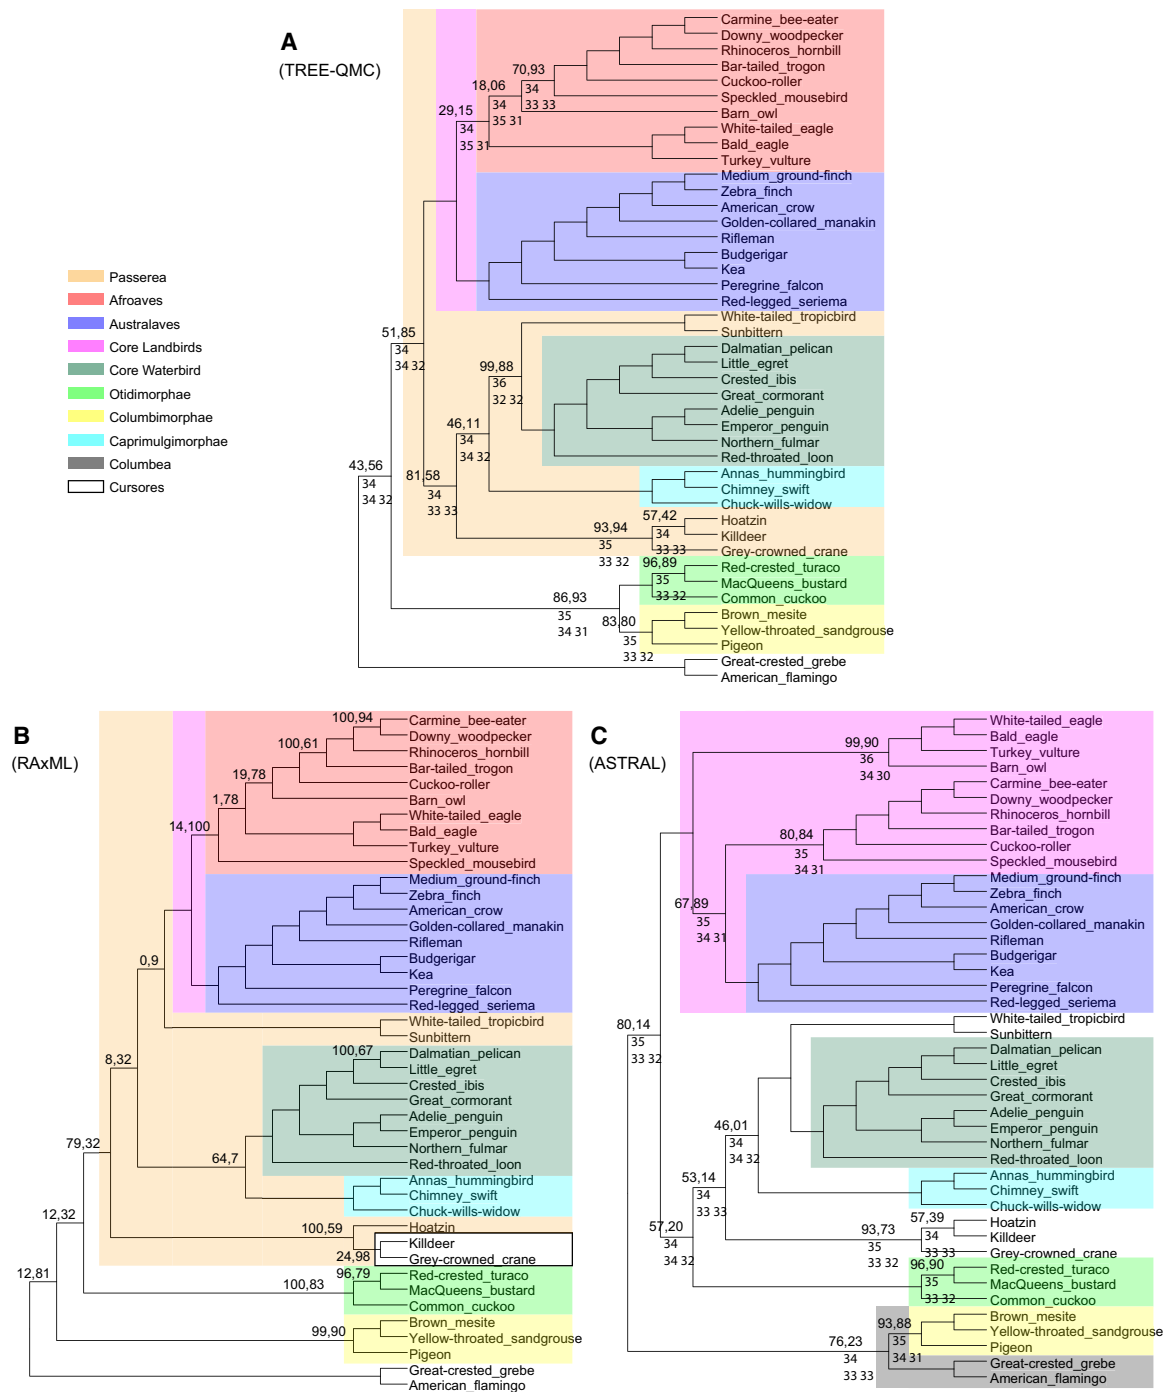 A
(TREE-QMC)
Carmine_bee-eater
Downy_woodpecker
Rhinoceros_hornbill
Bar-tailed_trogon
Cuckoo-roller
Speckled_mousebird
Barn_owl
White-tailed_eagle
Bald_eagle
Turkey_vulture
Medium_ground-finch
Zebra_finch
American_crow
Golden-collared_manakin
Rifleman
Budgerigar
Kea
Peregrine_falcon
Red-legged_seriema
White-tailed_tropicbird
Sunbittern
Dalmatian_pelican
Little_egret
Crested_ibis
Great_cormorant
Adelie_penguin
Emperor_penguin
Northern_fulmar
Red-throated_loon
Annas_hummingbird
Chimney_swift
Chuck-wills-widow
Hoatzin
Killdeer
Grey-crowned_crane
Red-crested_turaco
MacQueens_bustard
Common_cuckoo
Brown_mesite
Yellow-throated_sandgrouse
Pigeon
Great-crested_grebe
American_flamingo
70,93
34
33 33
18,06
34
35 31
29,15
34
35 31
51,85
34
34 32
99,88
36
32 32
46,11
34
34 32
43,56
34
34 32
81,58
34
33 33
93,94
35
33 32
57,42
34
33 33
96,89
35
33 32
86,93
35
34 31
83,80
35
33 32
Passerea
Afroaves
Australaves
Core Landbirds
Core Waterbird
Otidimorphae
Columbimorphae
Caprimulgimorphae
Columbea
Cursores
B
(RAxML)
Carmine_bee-eater
Downy_woodpecker
Rhinoceros_hornbill
Bar-tailed_trogon
Cuckoo-roller
Barn_owl
White-tailed_eagle
Bald_eagle
Turkey_vulture
Speckled_mousebird
Medium_ground-finch
Zebra_finch
American_crow
Golden-collared_manakin
Rifleman
Budgerigar
Kea
Peregrine_falcon
Red-legged_seriema
White-tailed_tropicbird
Sunbittern
Dalmatian_pelican
Little_egret
Crested_ibis
Great_cormorant
Adelie_penguin
Emperor_penguin
Northern_fulmar
Red-throated_loon
Annas_hummingbird
Chimney_swift
Chuck-wills-widow
Hoatzin
Killdeer
Grey-crowned_crane
Red-crested_turaco
MacQueens_bustard
Common_cuckoo
Brown_mesite
Yellow-throated_sandgrouse
Pigeon
Great-crested_grebe
American_flamingo
100,94
100,61
19,78
1,78
14,100
0,9
8,32
100,67
79,32
64,7
12,32
100,59
24,98
12,81
100,83
96,79
99,90
C
(ASTRAL)
White-tailed_eagle
Bald_eagle
Turkey_vulture
Barn_owl
Carmine_bee-eater
Downy_woodpecker
Rhinoceros_hornbill
Bar-tailed_trogon
Cuckoo-roller
Speckled_mousebird
Medium_ground-finch
Zebra_finch
American_crow
Golden-collared_manakin
Rifleman
Budgerigar
Kea
Peregrine_falcon
Red-legged_seriema
White-tailed_tropicbird
Sunbittern
Dalmatian_pelican
Little_egret
Crested_ibis
Great_cormorant
Adelie_penguin
Emperor_penguin
Northern_fulmar
Red-throated_loon
Annas_hummingbird
Chimney_swift
Chuck-wills-widow
Hoatzin
Killdeer
Grey-crowned_crane
Red-crested_turaco
MacQueens_bustard
Common_cuckoo
Brown_mesite
Yellow-throated_sandgrouse
Pigeon
Great-crested_grebe
American_flamingo
99,90
36
34 30
80,84
35
34 31
67,89
35
34 31
80,14
35
33 32
46,01
34
34 32
53,14
34
33 33
57,20
34
34 32
93,73
35
33 32
57,39
34
33 33
96,90
35
33 32
93,88
35
34 31
76,23
34
33 33